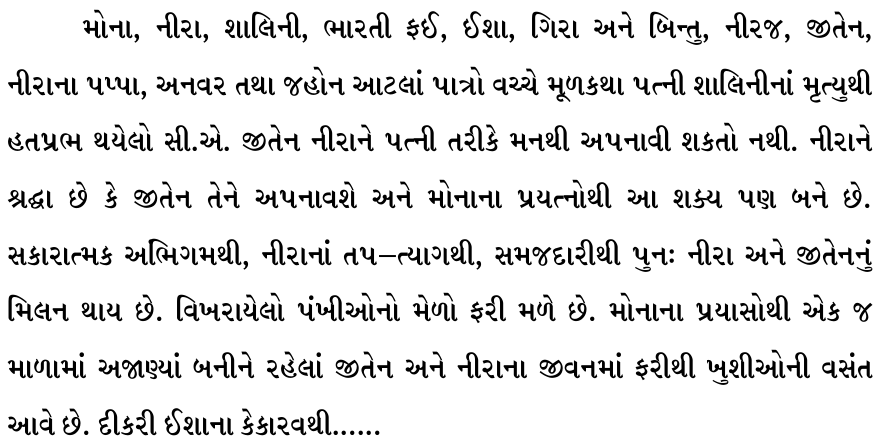 મોના, નીરા, શાલિની, ભારતી ફઈ, ઈશા, ગિરા અને બિન્તુ, નીરજ, જીતેન,
નીરાના પપ્પા, અનવર તથા જહોન આટલાં પાત્રો વચ્ચે મૂળકથા પત્ની શાલિનીનાં મૃત્યુથી
હતપ્રભ થયેલો સી.એ. જીતેન નીરાને પત્ની તરીકે મનથી અપનાવી શકતો નથી. નીરાને
શ્રદ્ધા છે કે જીતેન તેને અપનાવશે અને મોનાના પ્રયત્નોથી આ શક્ય પણ બને છે.
સકારાત્મક અભિગમથી, નીરાનાં તપ–ત્યાગથી, સમજદારીથી પુનઃ નીરા અને જીતેનનું
મિલન થાય છે. વિખરાયેલો પંખીઓનો મેળો ફરી મળે છે. મોનાના પ્રયાસોથી એક જ
માળામાં અજાણ્યાં બનીને રહેલાં જીતેન અને નીરાના જીવનમાં ફરીથી ખુશીઓની વસંત
આવે છે. દીકરી ઈશાના કેકારવથી......